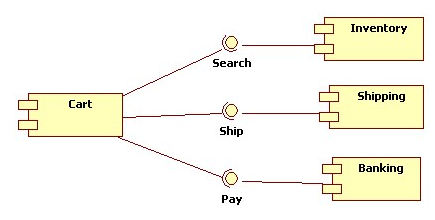 Inventory
Search
Cart
Shipping
Ship
Banking
Pay